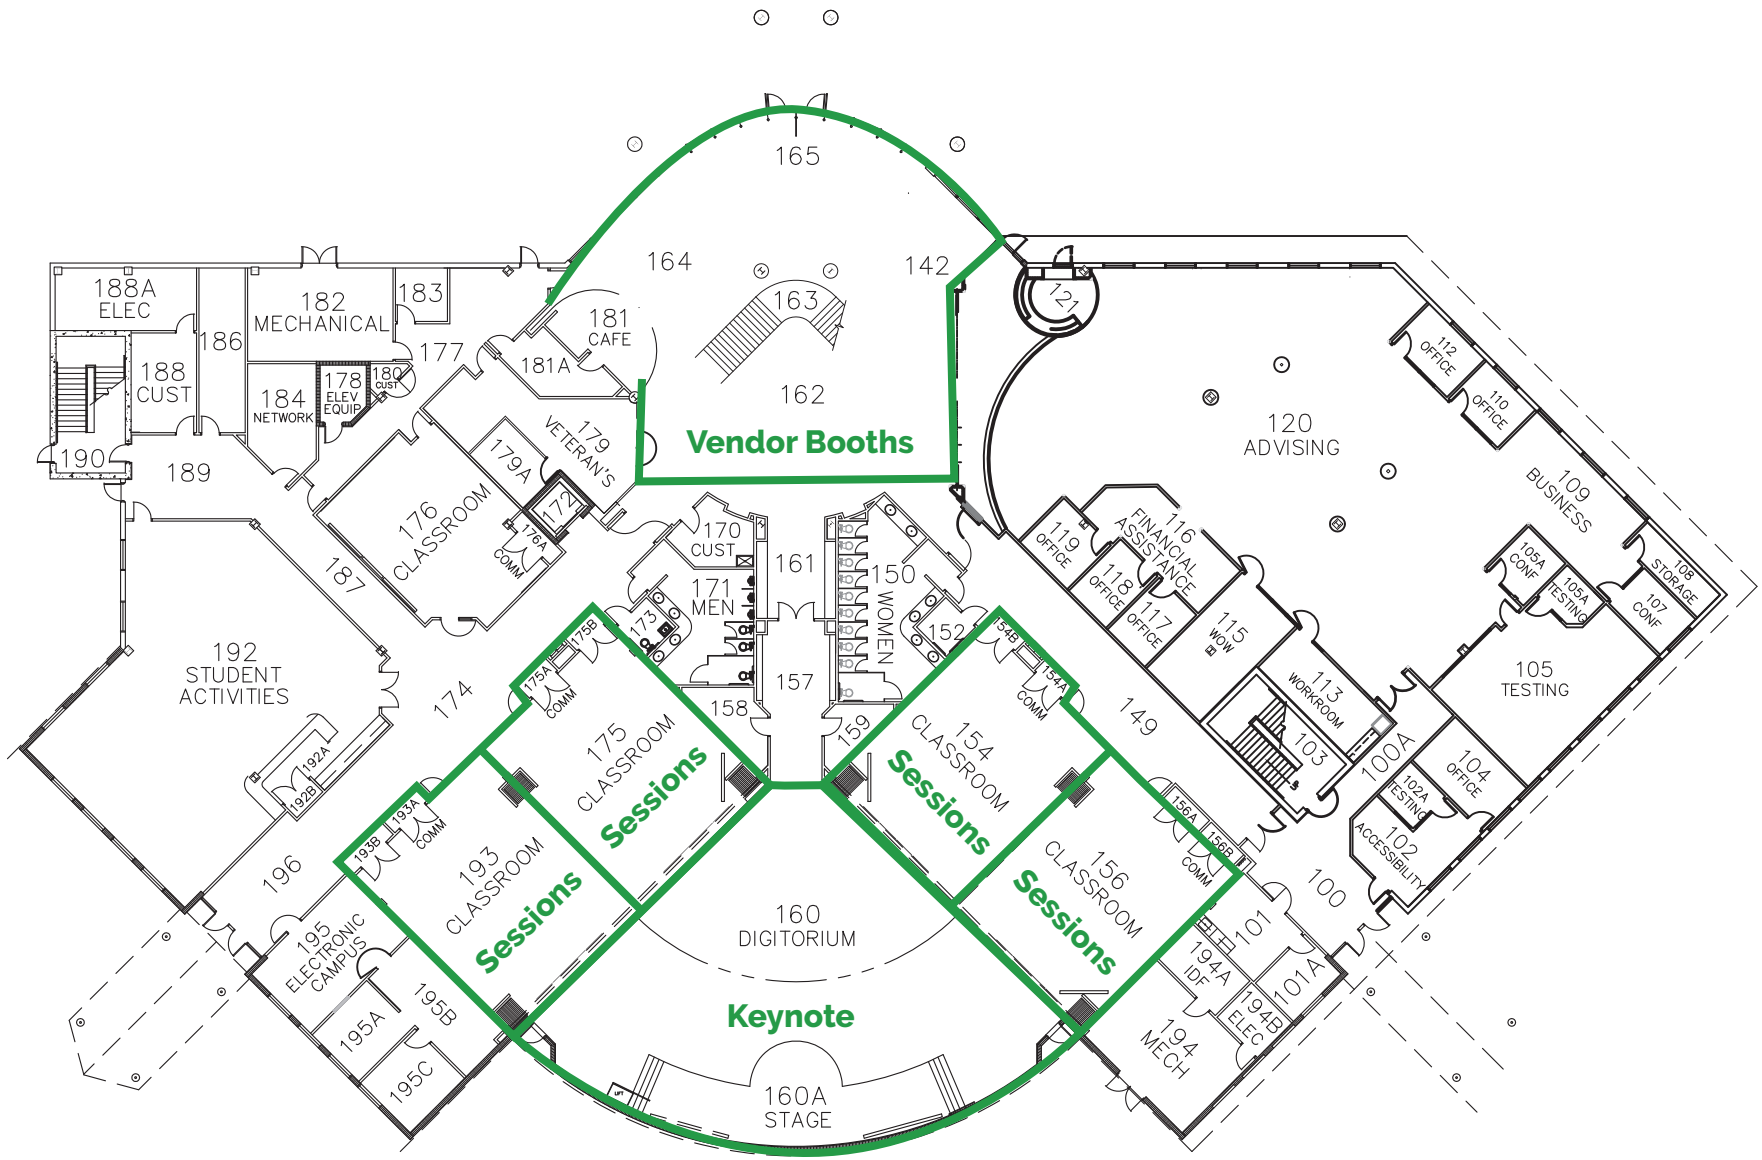 165
164
142
163
162
Vendor Booths
188A
ELEC
186
182
MECHANICAL
183
177
181
CAFE
181A
188
CUST
184
NETWORK
178
ELEV
EQUIP
180
CUST
190
189
179
VETERAN'S
179A
172
176
CLASSROOM
176A
COMM
187
192
STUDENT
ACTIVITIES
192A
192B
174
196
170
CUST
171
MEN
173
161
150
WOMEN
152
157
158
159
175B
175A
COMM
175
CLASSROOM
Sessions
193A
193B
COMM
193
CLASSROOM
Sessions
154B
154A
COMM
154
CLASSROOM
Sessions
156A
156B
COMM
156
CLASSROOM
Sessions
160
DIGITORIUM
Keynote
160A
STAGE
LIFT
195
ELECTRONIC
CAMPUS
195A
195B
195C
121
120
ADVISING
112
OFFICE
110
OFFICE
109
BUSINESS
108
STORAGE
107
CONF
105A
CONF
105A
TESTING
105
TESTING
119
OFFICE
118
OFFICE
117
OFFICE
116
FINANCIAL
ASSISTANCE
115
WOW
113
WORKROOM
103
149
100A
104
OFFICE
102A
TESTING
102
ACCESSIBILITY
100
101
101A
194A
IDF
194B
ELEC
194
MECH